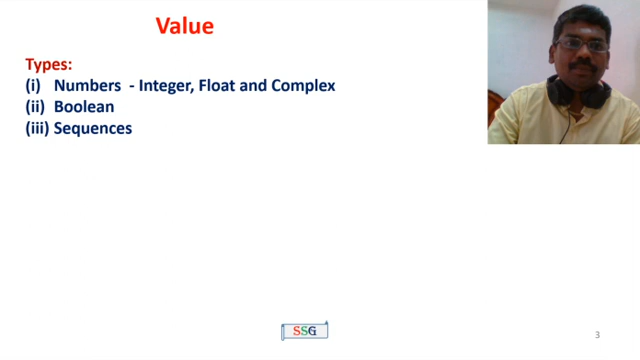 Value
Types:
(i) Numbers - Integer, Float and Complex
(ii) Boolean
(iii) Sequences
SSG
3